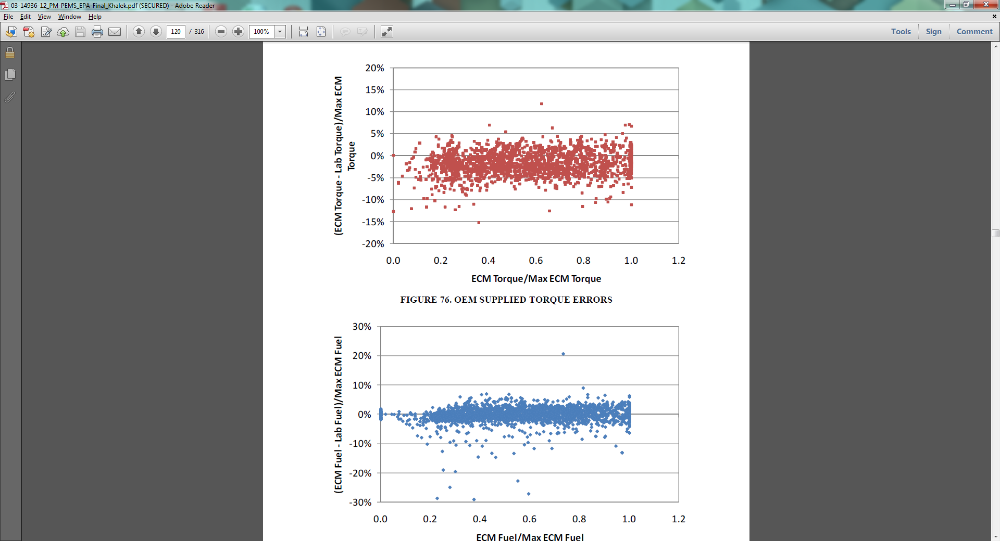 03-14936-12_PM-PEMS_EPA-Final_Khalek.pdf (SECURED) - Adobe Reader
File Edit View Window Help
120 / 316 100% Tools Sign Comment
20%
15%
10%
5%
0%
-5%
-10%
-15%
-20%
(ECM Torque - Lab Torque)/Max ECM
Torque
0.0 0.2 0.4 0.6 0.8 1.0 1.2
ECM Torque/Max ECM Torque
FIGURE 76. OEM SUPPLIED TORQUE ERRORS
30%
20%
10%
0%
-10%
-20%
-30%
(ECM Fuel - Lab Fuel)/Max ECM Fuel
0.0 0.2 0.4 0.6 0.8 1.0 1.2
ECM Fuel/Max ECM Fuel